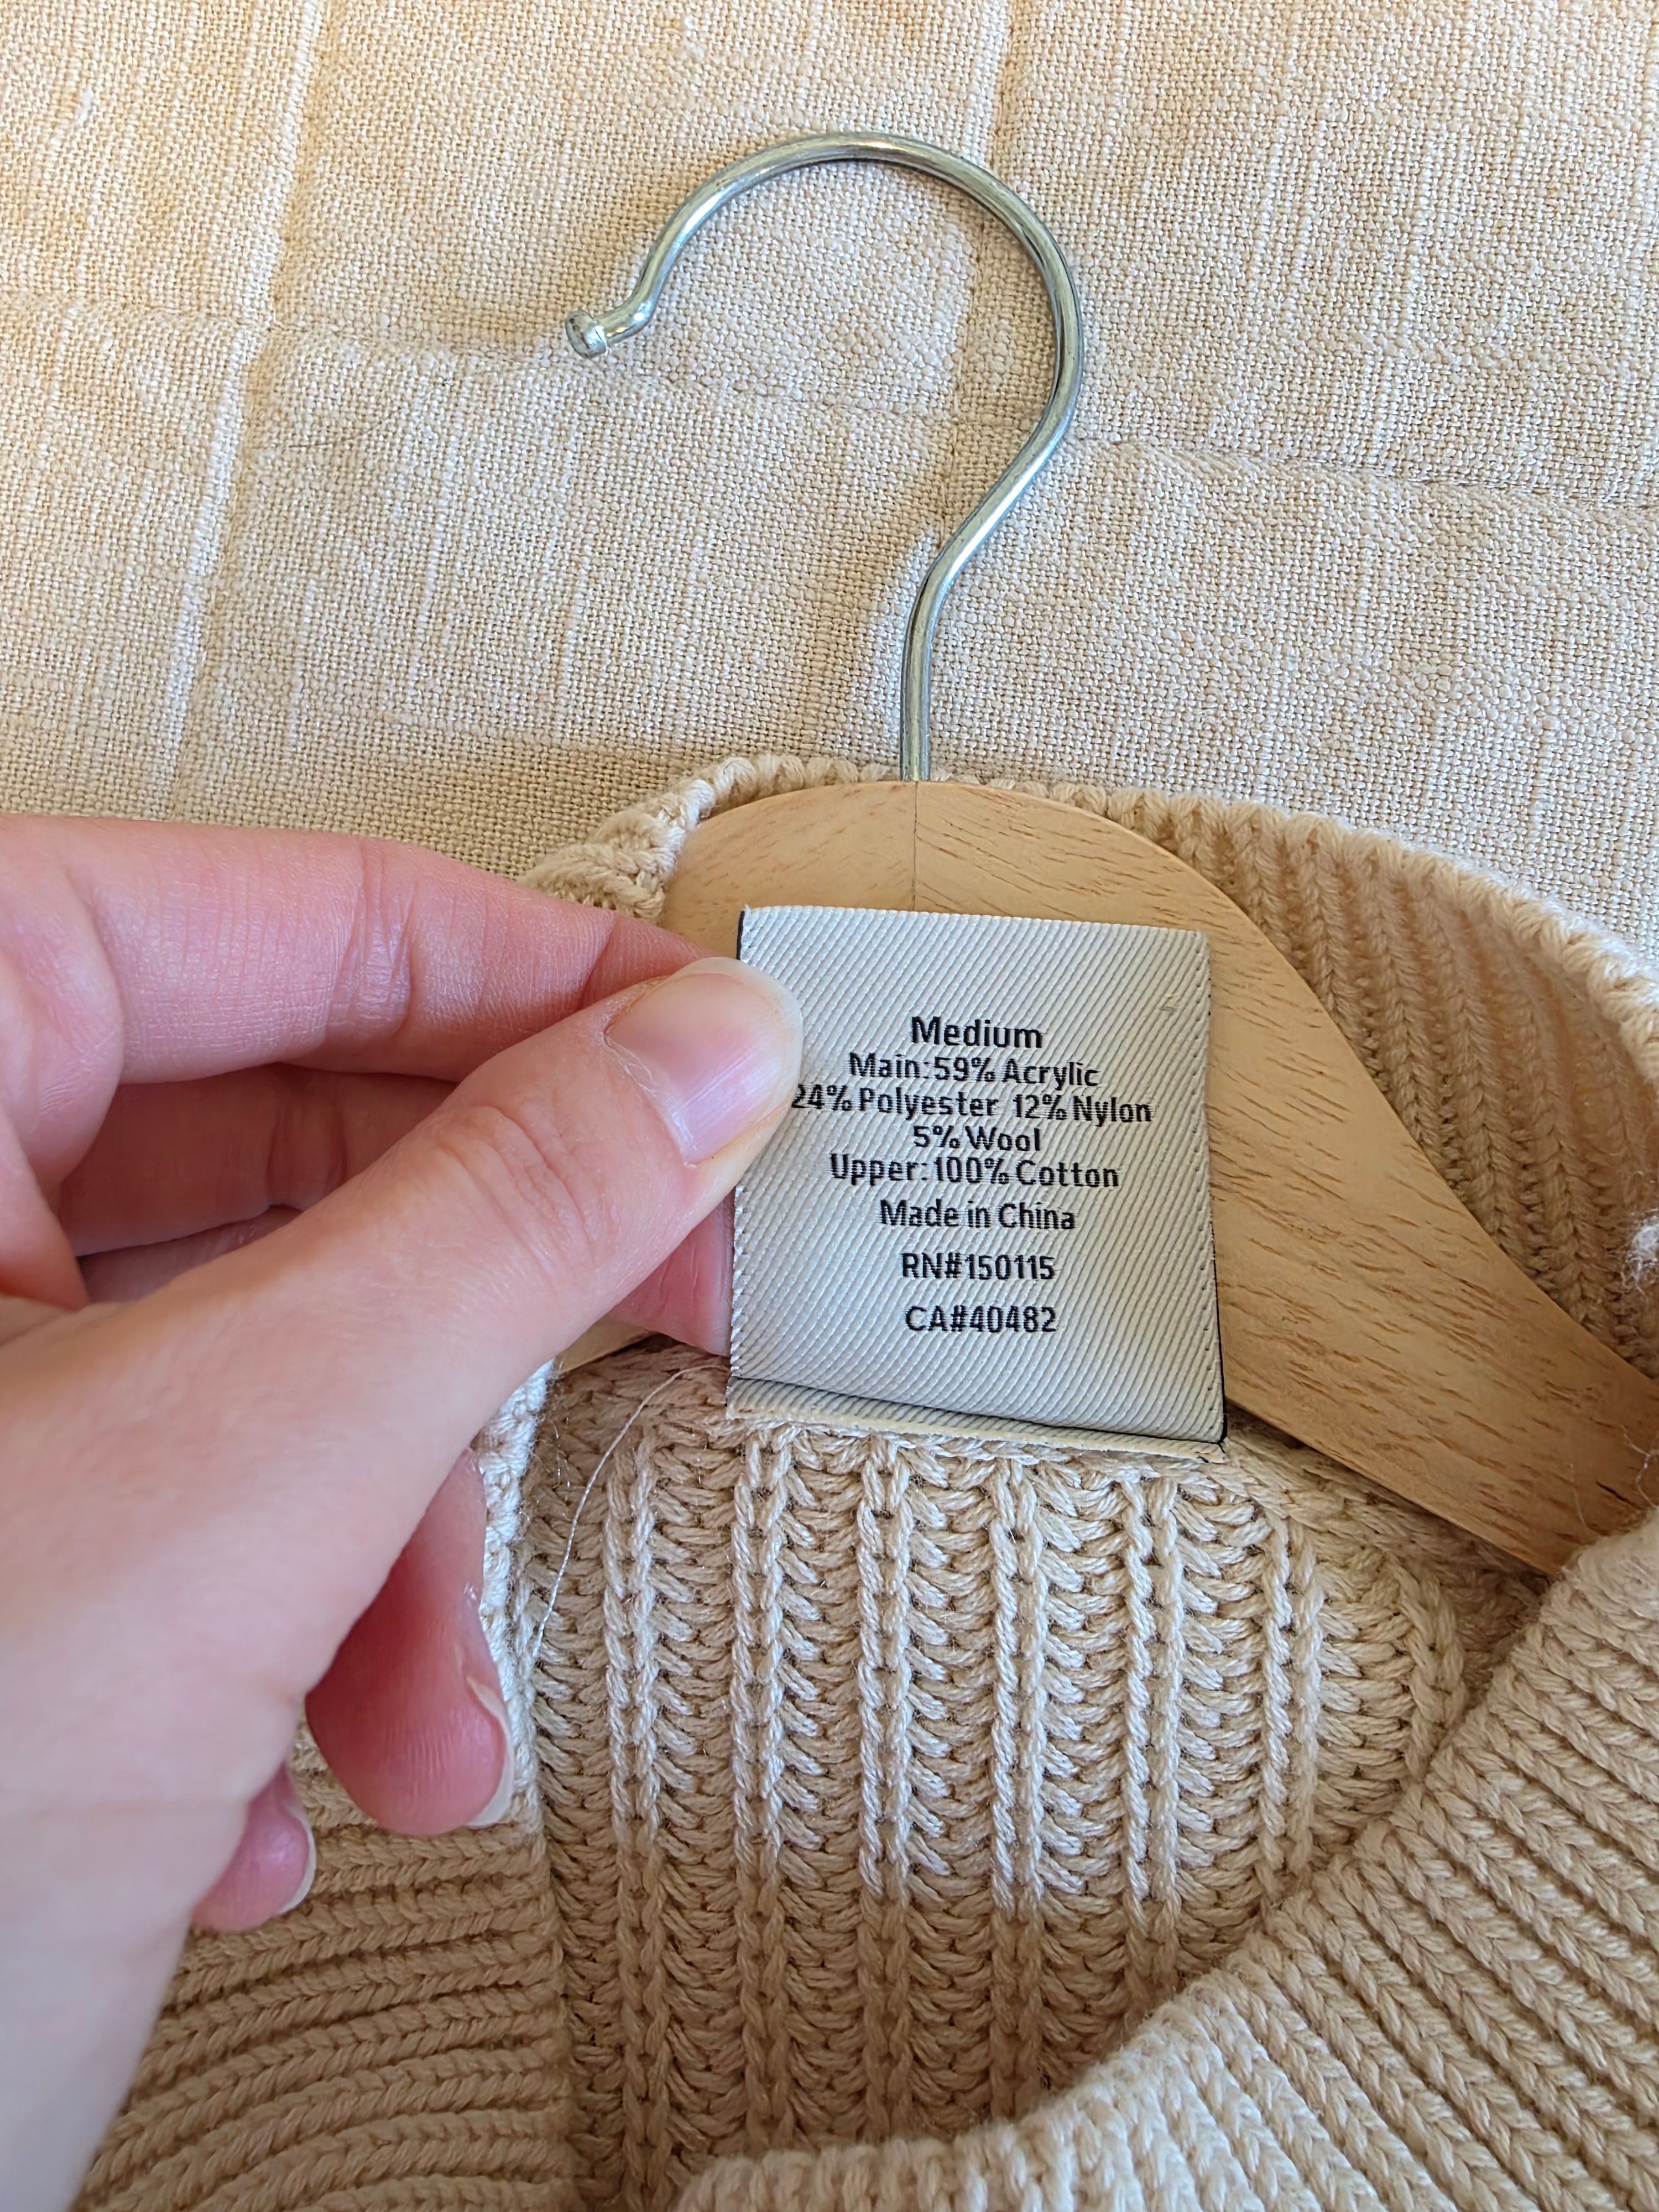 Medium
Main:59% Acrylic
24% Polyester 12% Nylon
5% Wool
Upper:100% Cotton
Made in China
RN#150115
CA#40482